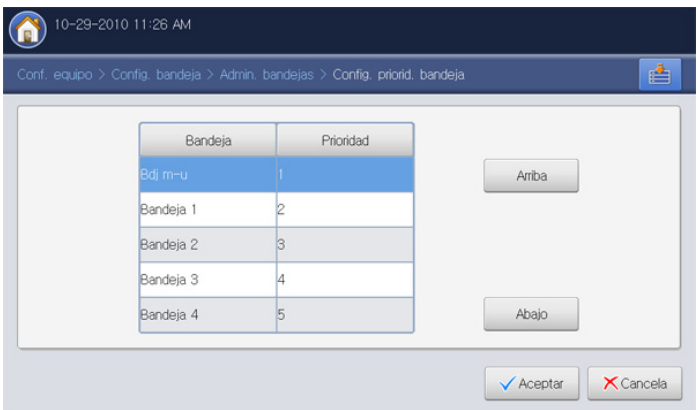 10-29-2010 11:26 AM
Conf. equipo > Config. bandeja > Admin. bandejas > Config. priorid. bandeja
Bandeja Prioridad
Bdj m-u 1
Arriba
Bandeja 1 2
Bandeja 2 3
Bandeja 3 4
Bandeja 4 5
Abajo
Aceptar Cancela